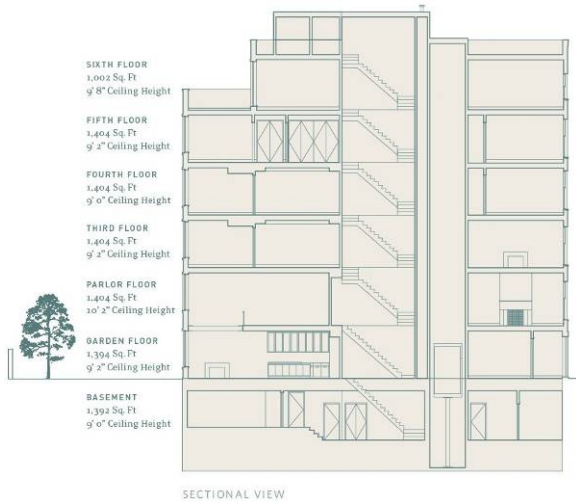 SIXTH FLOOR
1,002 Sq. Ft
9' 8" Ceiling Height
FIFTH FLOOR
1,404 Sq. Ft
9' 2" Ceiling Height
FOURTH FLOOR
1,404 Sq. Ft
9' 0" Ceiling Height
THIRD FLOOR
1,404 Sq. Ft
9' 2" Ceiling Height
PARLOR FLOOR
1,404 Sq. Ft
10' 2" Ceiling Height
GARDEN FLOOR
1,394 Sq. Ft
9' 2" Ceiling Height
BASEMENT
1,392 Sq. Ft
9' 0" Ceiling Height
SECTIONAL VIEW